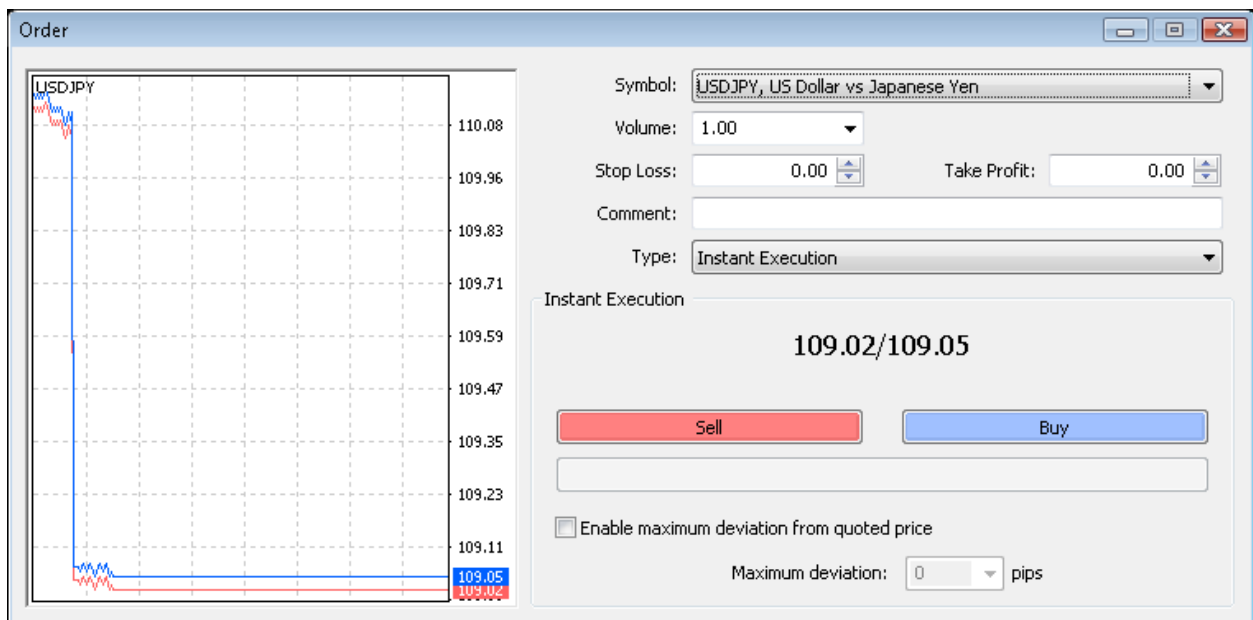 Order
USDJPY
110.08
109.96
109.83
109.71
109.59
109.47
109.35
109.23
109.11
109.05
109.02
Symbol: USDJPY, US Dollar vs Japanese Yen
Volume: 1.00
Stop Loss: 0.00 Take Profit: 0.00
Comment:
Type: Instant Execution
Instant Execution
109.02/109.05
Sell Buy
Enable maximum deviation from quoted price
Maximum deviation: 0 pips